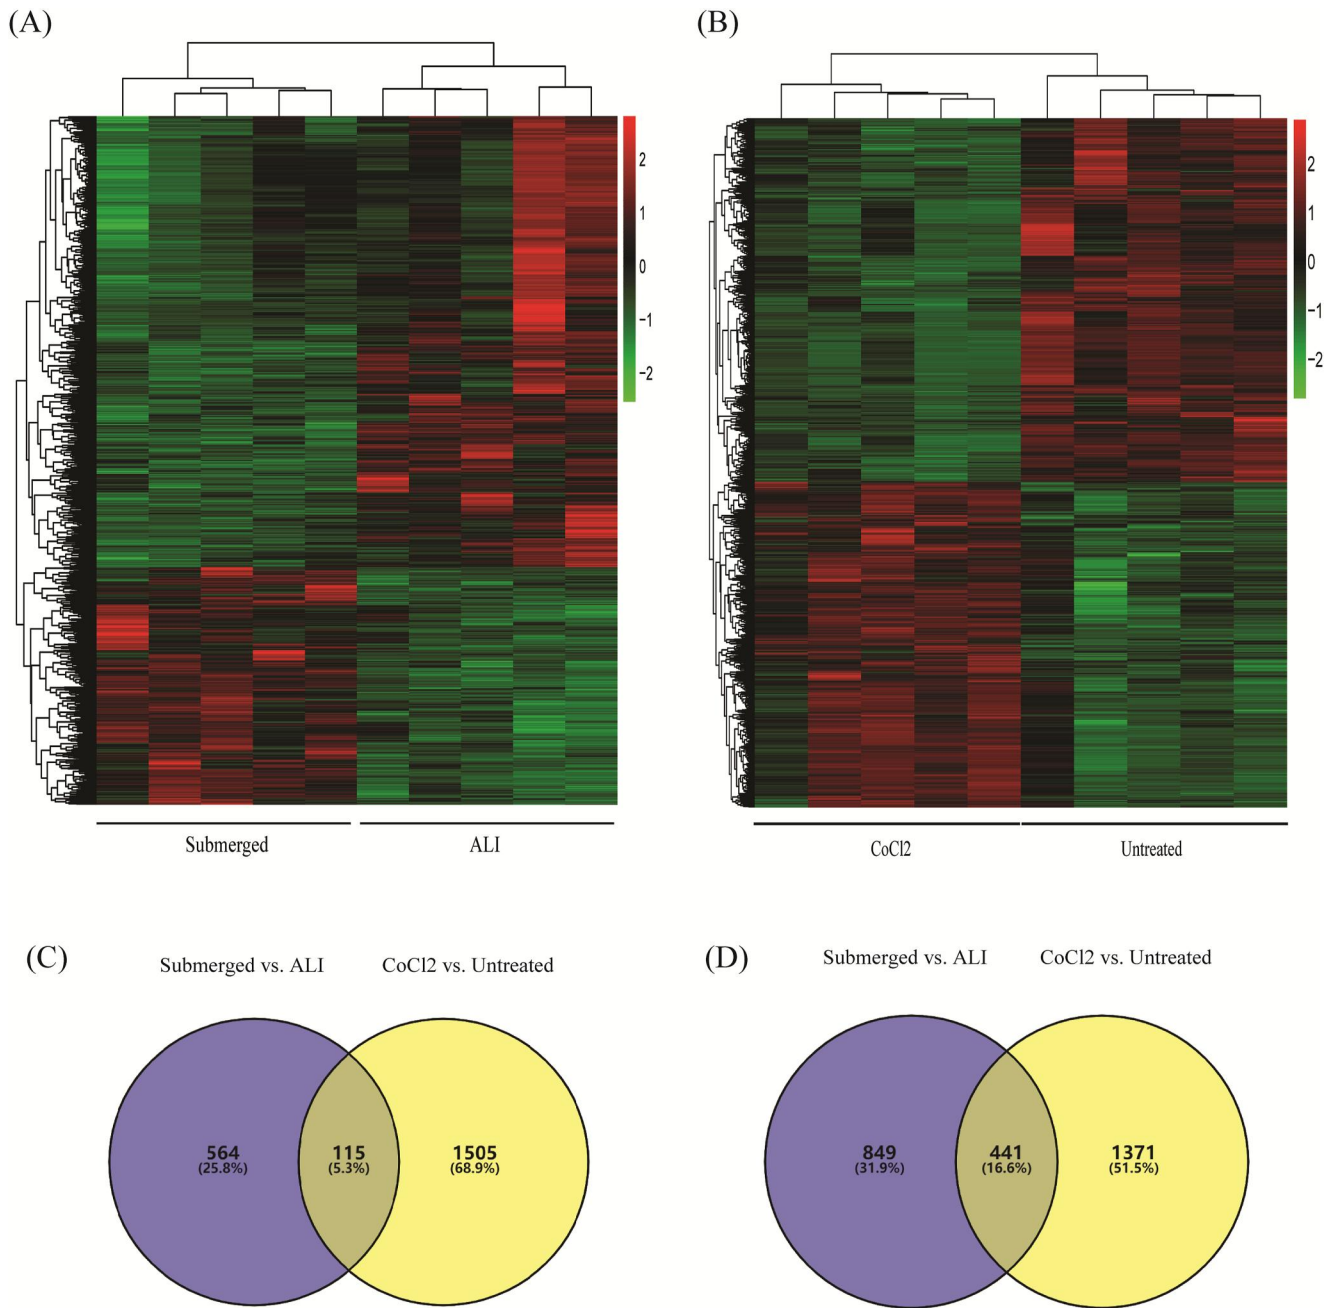 (A)
(B)
2
1
0
−1
−2
2
1
0
−1
−2
Submerged
ALI
CoCl2
Untreated
(C)
Submerged vs. ALI
CoCl2 vs. Untreated
564
(25.8%)
115
(5.3%)
1505
(68.9%)
(D)
Submerged vs. ALI
CoCl2 vs. Untreated
849
(31.9%)
441
(16.6%)
1371
(51.5%)